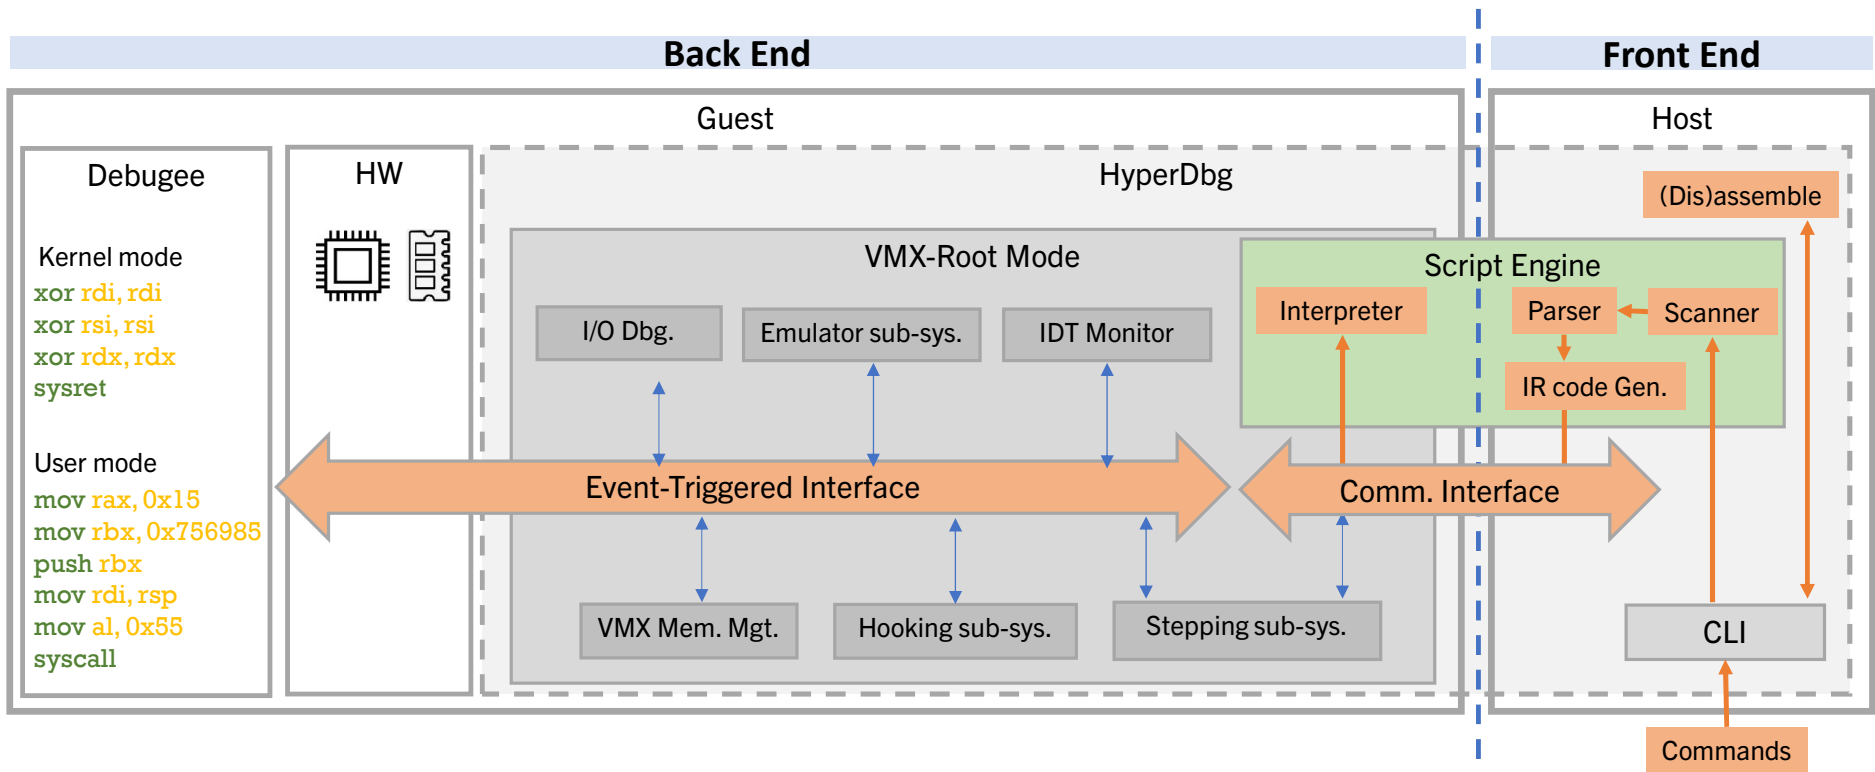 Back End
Front End
Guest
Host
Debugee
HW
HyperDbg
(Dis)assemble
Kernel mode
xor rdi, rdi
xor rsi, rsi
xor rdx, rdx
sysret
User mode
mov rax, 0x15
mov rbx, 0x756985
push rbx
mov rdi, rsp
mov al, 0x55
syscall
VMX-Root Mode
Script Engine
I/O Dbg.
Emulator sub-sys.
IDT Monitor
Interpreter
Parser
Scanner
IR code Gen.
Event-Triggered Interface
Comm. Interface
VMX Mem. Mgt.
Hooking sub-sys.
Stepping sub-sys.
CLI
Commands